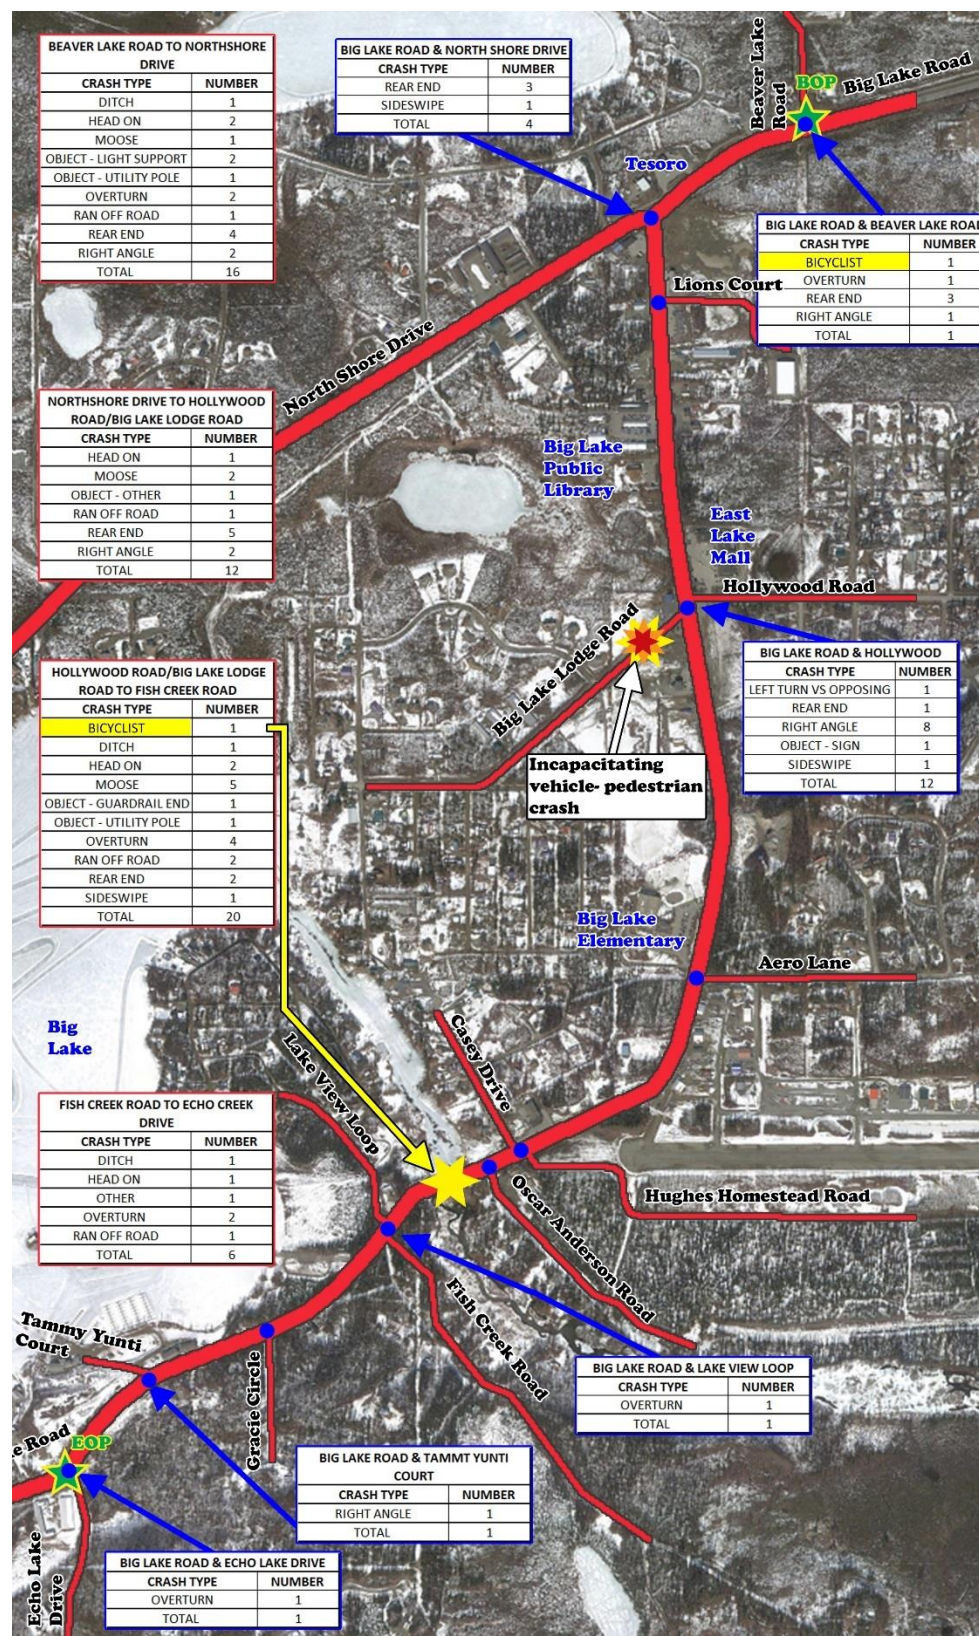 BEAVER LAKE ROAD TO NORTHSHORE
DRIVE
CRASH TYPE NUMBER
DITCH 1
HEAD ON 2
MOOSE 1
OBJECT - LIGHT SUPPORT 2
OBJECT - UTILITY POLE 1
OVERTURN 2
RAN OFF ROAD 1
REAR END 4
RIGHT ANGLE 2
TOTAL 16
BIG LAKE ROAD & NORTH SHORE DRIVE
CRASH TYPE NUMBER
REAR END 3
SIDESWIPE 1
TOTAL 4
Beaver Lake
Road
BOP
Big Lake Road
Tesoro
BIG LAKE ROAD & BEAVER LAKE ROAD
CRASH TYPE NUMBER
BICYCLIST 1
OVERTURN 1
REAR END 3
RIGHT ANGLE 1
TOTAL 1
Lions Court
North Shore Drive
NORTHSHORE DRIVE TO HOLLYWOOD
ROAD/BIG LAKE LODGE ROAD
CRASH TYPE NUMBER
HEAD ON 1
MOOSE 2
OBJECT - OTHER 1
RAN OFF ROAD 1
REAR END 5
RIGHT ANGLE 2
TOTAL 12
Big Lake
Public
Library
East
Lake
Mall
Hollywood Road
Big Lake Lodge Road
BIG LAKE ROAD & HOLLYWOOD
CRASH TYPE NUMBER
LEFT TURN VS OPPOSING 1
REAR END 1
RIGHT ANGLE 8
OBJECT - SIGN 1
SIDESWIPE 1
TOTAL 12
HOLLYWOOD ROAD/BIG LAKE LODGE
ROAD TO FISH CREEK ROAD
CRASH TYPE NUMBER
BICYCLIST 1
DITCH 1
HEAD ON 2
MOOSE 5
OBJECT - GUARDRAIL END 1
OBJECT - UTILITY POLE 1
OVERTURN 4
RAN OFF ROAD 2
REAR END 2
SIDESWIPE 1
TOTAL 20
Incapacitating
vehicle- pedestrian
crash
Big Lake
Elementary
Aero Lane
Big
Lake
Lake View Loop
Casey Drive
FISH CREEK ROAD TO ECHO CREEK
DRIVE
CRASH TYPE NUMBER
DITCH 1
HEAD ON 1
OTHER 1
OVERTURN 2
RAN OFF ROAD 1
TOTAL 6
Oscar Anderson Road
Hughes Homestead Road
Fish Creek Road
Tammy Yunti
Court
Gracie Circle
BIG LAKE ROAD & LAKE VIEW LOOP
CRASH TYPE NUMBER
OVERTURN 1
TOTAL 1
e Road
EOP
BIG LAKE ROAD & TAMMT YUNTI
COURT
CRASH TYPE NUMBER
RIGHT ANGLE 1
TOTAL 1
Echo Lake
Drive
BIG LAKE ROAD & ECHO LAKE DRIVE
CRASH TYPE NUMBER
OVERTURN 1
TOTAL 1